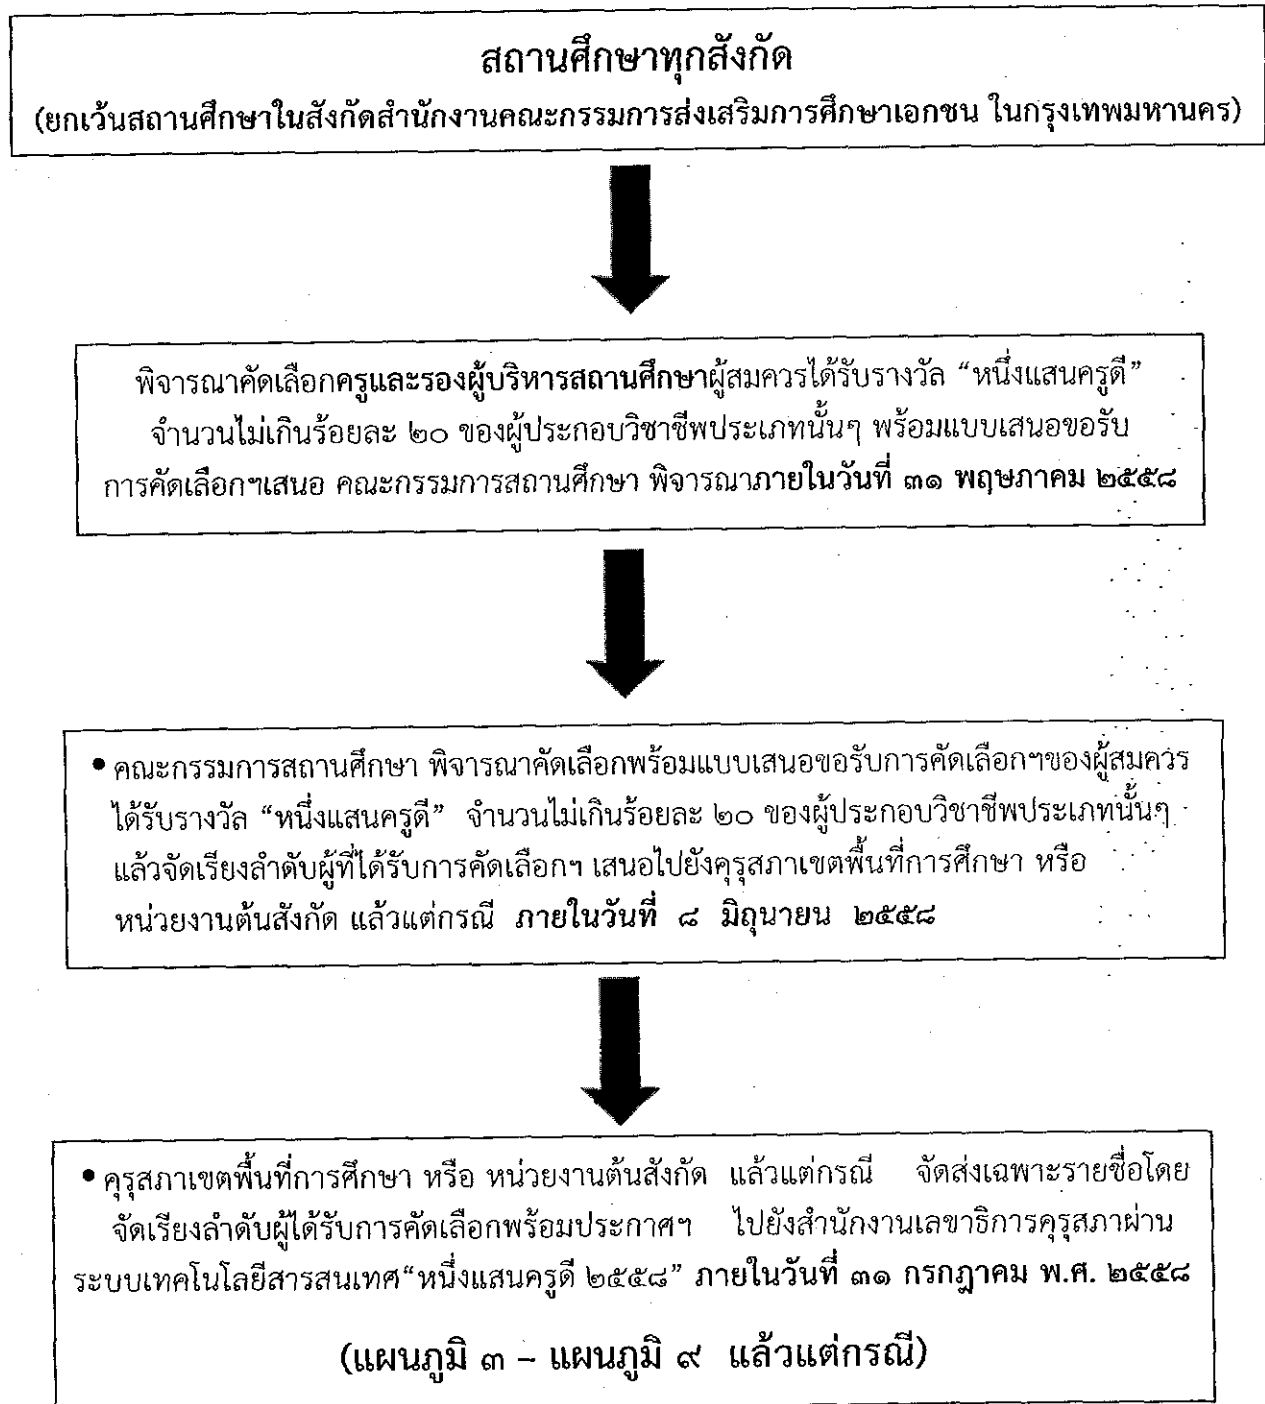 สถานศึกษาทุกสังกัด
(ยกเว้นสถานศึกษาในสังกัดสำนักงานคณะกรรมการส่งเสริมการศึกษาเอกชน ในกรุงเทพมหานคร)
พิจารณาคัดเลือกครูและรองผู้บริหารสถานศึกษาผู้สมควรได้รับรางวัล “หนึ่งแสนครูดี”
จำนวนไม่เกินร้อยละ ๒๐ ของผู้ประกอบวิชาชีพประเภทนั้นๆ พร้อมแบบเสนอขอรับ
การคัดเลือกฯเสนอ คณะกรรมการสถานศึกษา พิจารณาภายในวันที่ ๓๑ พฤษภาคม ๒๕๕๘
• คณะกรรมการสถานศึกษา พิจารณาคัดเลือกพร้อมแบบเสนอขอรับการคัดเลือกฯของผู้สมควร
ได้รับรางวัล “หนึ่งแสนครูดี” จำนวนไม่เกินร้อยละ ๒๐ ของผู้ประกอบวิชาชีพประเภทนั้นๆ
แล้วจัดเรียงลำดับผู้ที่ได้รับการคัดเลือกฯ เสนอไปยังคุรุสภาเขตพื้นที่การศึกษา หรือ
หน่วยงานต้นสังกัด แล้วแต่กรณี ภายในวันที่ ๘ มิถุนายน ๒๕๕๘
• คุรุสภาเขตพื้นที่การศึกษา หรือ หน่วยงานต้นสังกัด แล้วแต่กรณี จัดส่งเฉพาะรายชื่อโดย
จัดเรียงลำดับผู้ได้รับการคัดเลือกพร้อมประกาศฯ ไปยังสำนักงานเลขาธิการคุรุสภาผ่าน
ระบบเทคโนโลยีสารสนเทศ“หนึ่งแสนครูดี ๒๕๕๘” ภายในวันที่ ๓๑ กรกฎาคม พ.ศ. ๒๕๕๘
(แผนภูมิ ๓ – แผนภูมิ ๙ แล้วแต่กรณี)